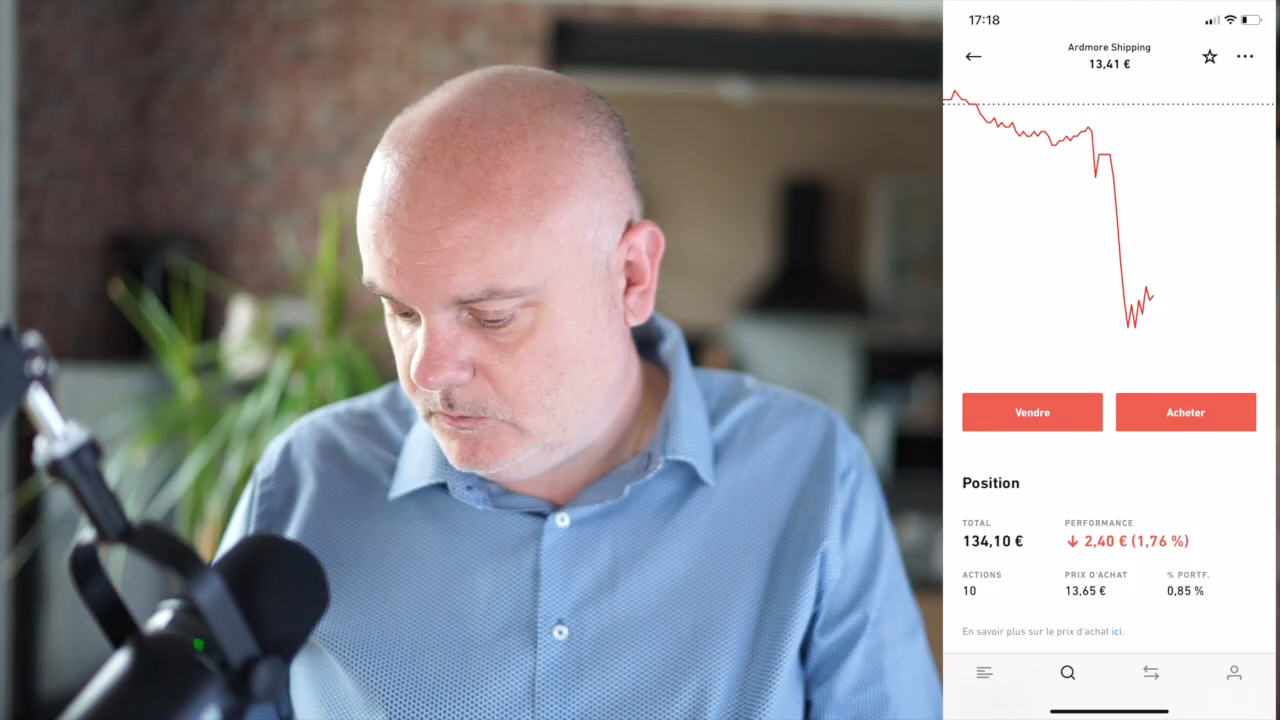 17:18
Ardmore Shipping
13,41 €
Vendre
Acheter
Position
TOTAL
PERFORMANCE
134,10 €
2,40 € (1,76 %)
ACTIONS
PRIX D'ACHAT
% PORTF.
10
13,65 €
0,85 %
En savoir plus sur le prix d'achat ici.